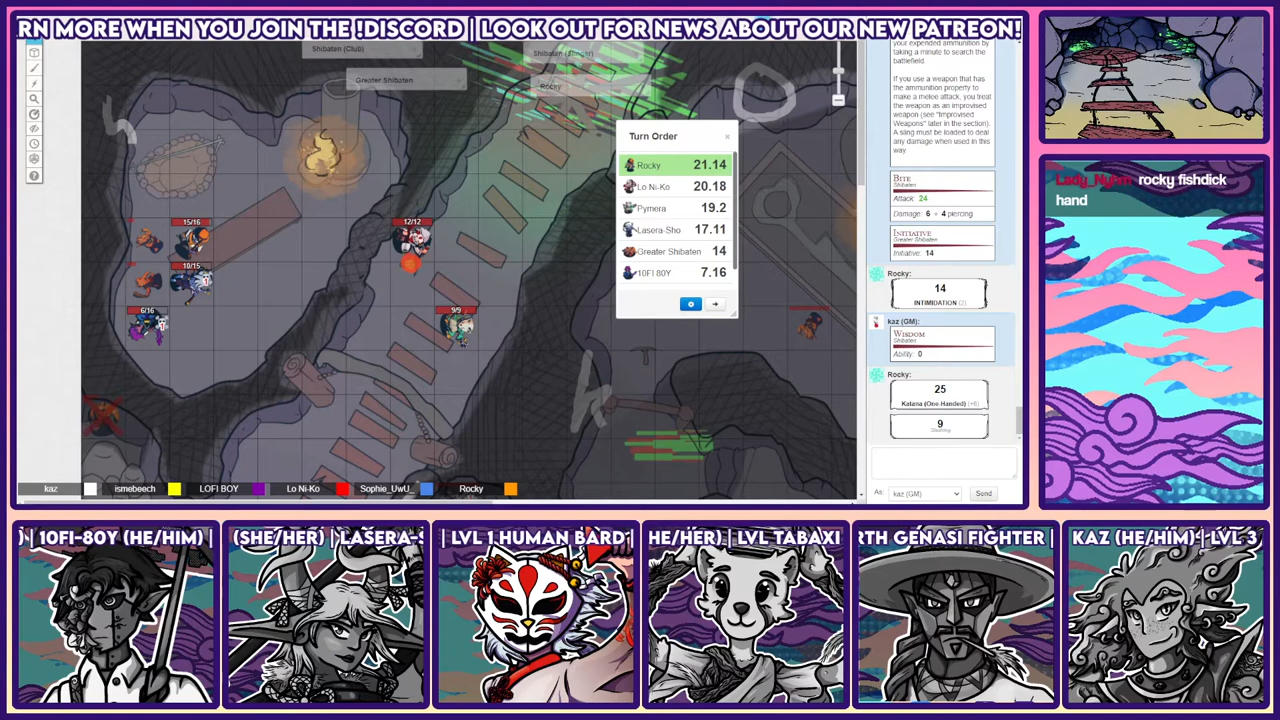 RN MORE WHEN YOU JOIN THE !DISCORD | LOOK OUT FOR NEWS ABOUT OUR NEW PATREON!
Shibaten (Club)
Greater Shibaten
Rocky
15/16
10/15
6/16
12/12
9/9
Turn Order
Rocky 21.14
Lo Ni-Ko 20.18
Pymera 19.2
Lasera-Sho 17.11
Greater Shibaten 14
10FI 80Y 7.16
your expended ammunition by
taking a minute to search the
battlefield.
If you use a weapon that has
the ammunition property to
make a melee attack, you treat
the weapon as an improvised
weapon (see "Improvised
Weapons" later in the section).
A sling must be loaded to deal
any damage when used in this
way
BITE
Shibaten
Attack: 24
Damage: 6 + 4 piercing
INITIATIVE
Greater Shibaten
Initiative: 14
Rocky:
14
INTIMIDATION (2)
kaz (GM):
WISDOM
Shibaten
Ability: 0
Rocky:
25
Katana (One-Handed) (+6)
9
Slashing
As: kaz (GM) Send
kaz ismebeech LOFI BOY Lo Ni-Ko Sophie_UwU_ Rocky
rocky fishdick
hand
| 10FI-80Y (HE/HIM) |
(SHE/HER) | LASERA-S
| LVL 1 HUMAN BARD
HE/HER) | LVL TABAXI
RTH GENASI FIGHTER |
KAZ (HE/HIM) | LVL 3